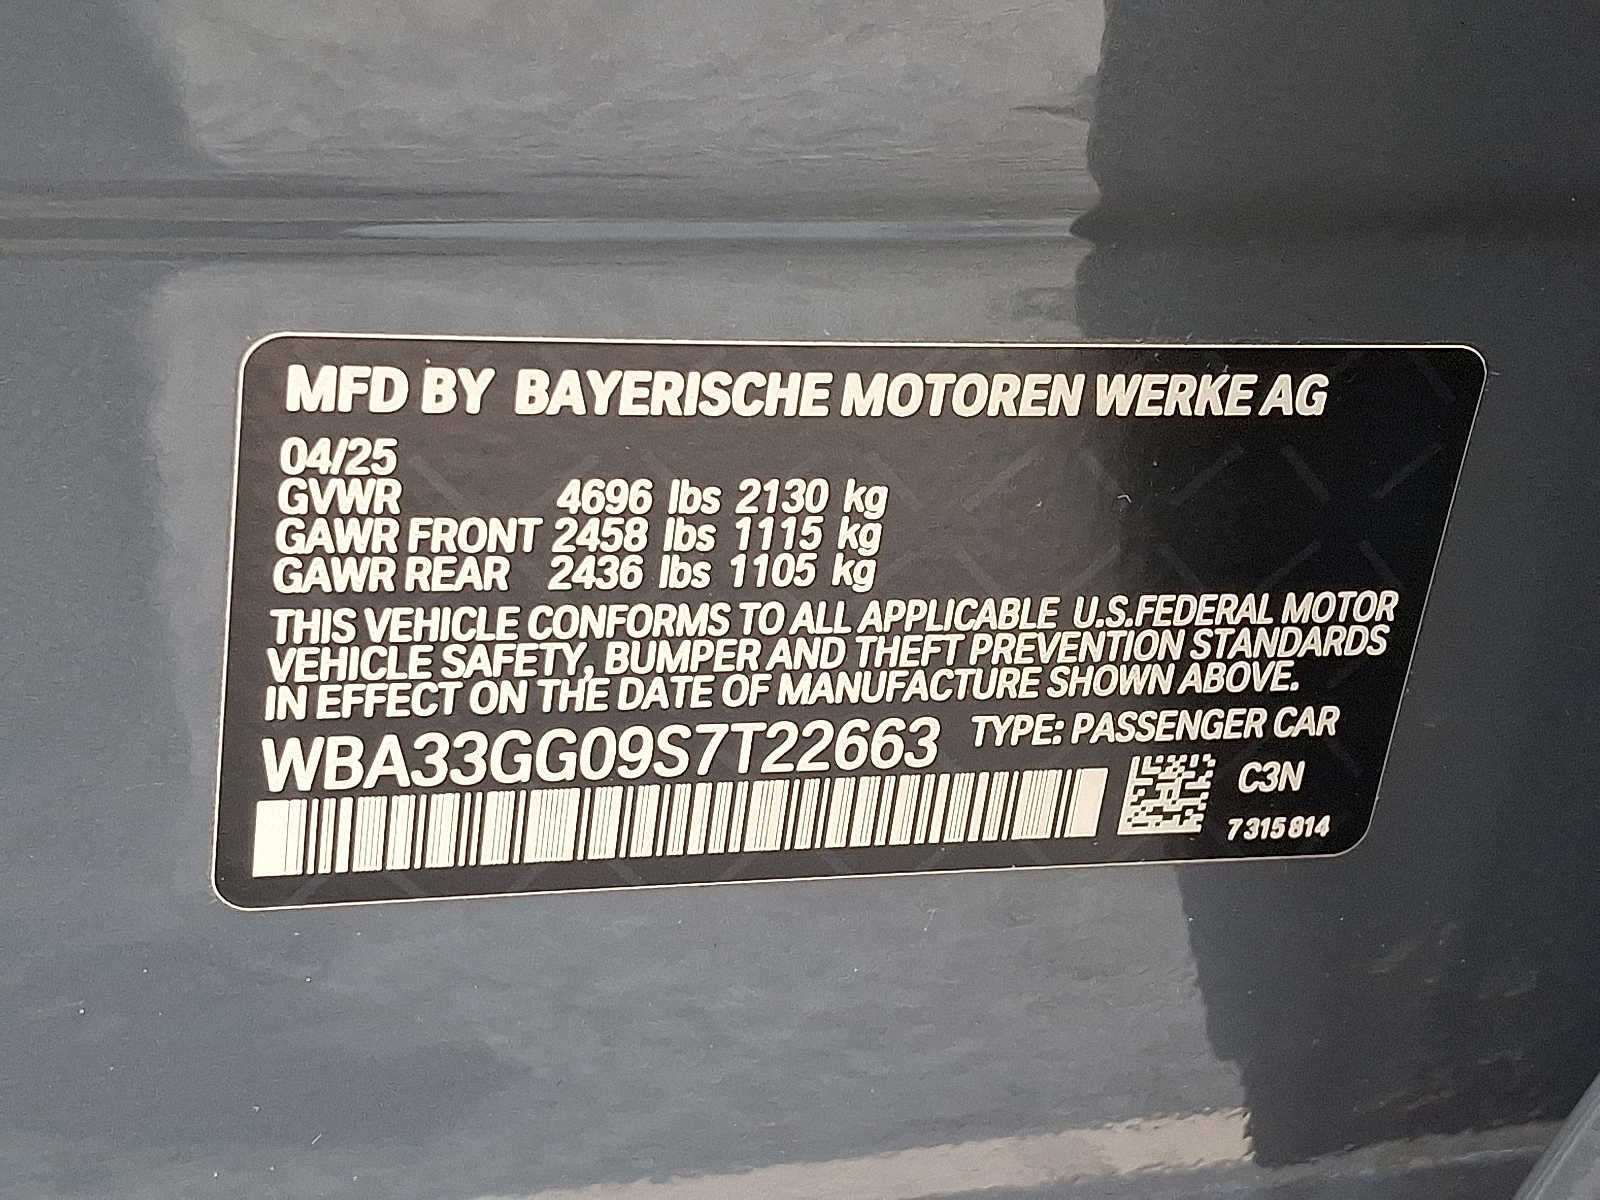 MFD BY BAYERISCHE MOTOREN WERKE AG
04/25
GVWR 4696 lbs 2130 kg
GAWR FRONT 2458 lbs 1115 kg
GAWR REAR 2436 lbs 1105 kg
THIS VEHICLE CONFORMS TO ALL APPLICABLE U.S.FEDERAL MOTOR
VEHICLE SAFETY, BUMPER AND THEFT PREVENTION STANDARDS
IN EFFECT ON THE DATE OF MANUFACTURE SHOWN ABOVE.
WBA33GG09S7T22663 TYPE: PASSENGER CAR
C3N
7 315 814